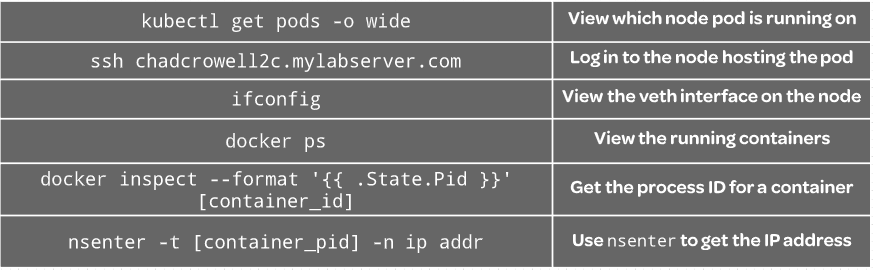 kubectl get pods -o wide
View which node pod is running on
ssh chadcrowell2c.mylabserver.com
Log in to the node hosting the pod
ifconfig
View the veth interface on the node
docker ps
View the running containers
docker inspect --format '{{ .State.Pid }}'
[container_id]
Get the process ID for a container
nsenter -t [container_pid] -n ip addr
Use nsenter to get the IP address